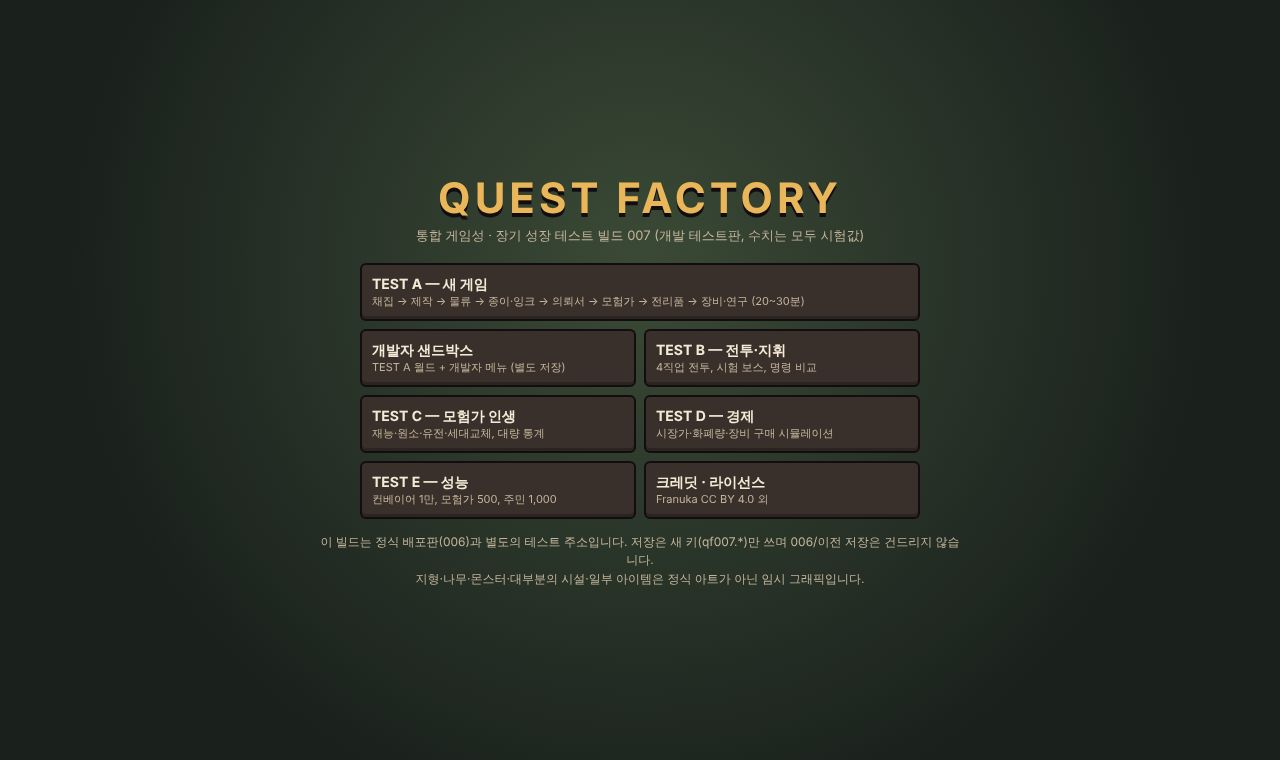 QUEST FACTORY
통합 게임성 · 장기 성장 테스트 빌드 007 (개발 테스트판, 수치는 모두 시험값)
TEST A — 새 게임
채집 → 제작 → 물류 → 종이·잉크 → 의뢰서 → 모험가 → 전리품 → 장비·연구 (20~30분)
개발자 샌드박스
TEST A 월드 + 개발자 메뉴 (별도 저장)
TEST B — 전투·지휘
4직업 전투, 시험 보스, 명령 비교
TEST C — 모험가 인생
재능·원소·유전·세대교체, 대량 통계
TEST D — 경제
시장가·화폐량·장비 구매 시뮬레이션
TEST E — 성능
컨베이어 1만, 모험가 500, 주민 1,000
크레딧 · 라이선스
Franuka CC BY 4.0 외
이 빌드는 정식 배포판(006)과 별도의 테스트 주소입니다. 저장은 새 키(qf007.*)만 쓰며 006/이전 저장은 건드리지 않습
니다.
지형·나무·몬스터·대부분의 시설·일부 아이템은 정식 아트가 아닌 임시 그래픽입니다.